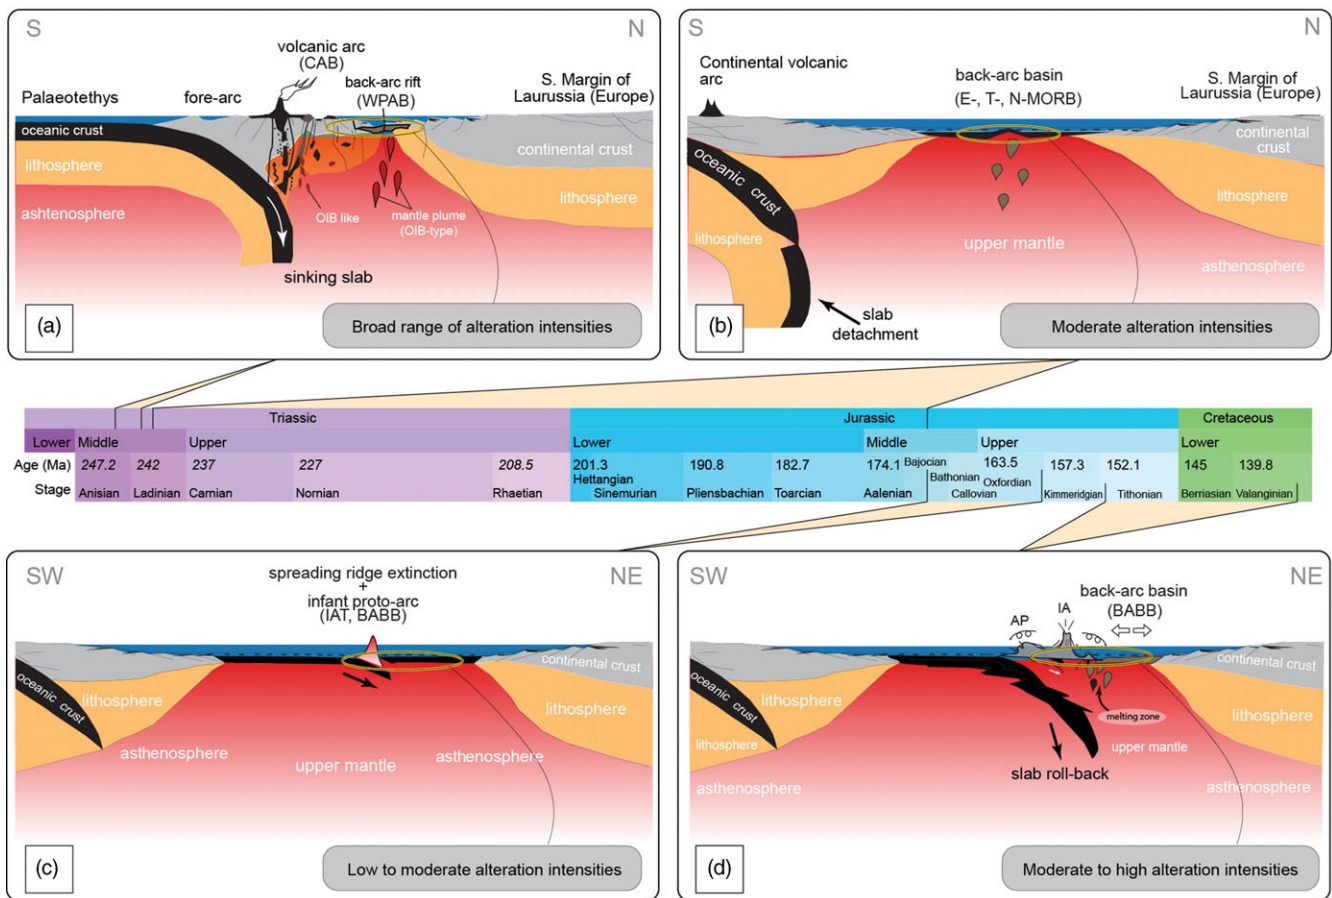 S
N
volcanic arc
(CAB)
back-arc rift
(WPAB)
S. Margin of
Laurussia (Europe)
Palaeotethys
fore-arc
oceanic crust
lithosphere
ashtenosphere
continental crust
lithosphere
OIB like
mantle plume
(OIB-type)
sinking slab
(a)
Broad range of alteration intensities
S
N
Continental volcanic
arc
back-arc basin
(E-, T-, N-MORB)
S. Margin of
Laurussia (Europe)
oceanic crust
continental
crust
lithosphere
lithosphere
upper mantle
asthenosphere
slab
detachment
(b)
Moderate alteration intensities
Triassic
Jurassic
Cretaceous
Lower
Middle
Upper
Lower
Middle
Upper
Lower
Age (Ma)
247.2
242
237
227
208.5
201.3
190.8
182.7
174.1
163.5
157.3
152.1
145
139.8
Stage
Anisian
Ladinian
Carnian
Nornian
Rhaetian
Hettangian
Sinemurian
Pliensbachian
Toarcian
Aalenian
Bajocian
Bathonian
Callovian
Oxfordian
Kimmeridgian
Tithonian
Berriasian
Valanginian
SW
NE
spreading ridge extinction
+
infant proto-arc
(IAT, BABB)
oceanic crust
continental crust
lithosphere
lithosphere
asthenosphere
upper mantle
asthenosphere
(c)
Low to moderate alteration intensities
SW
NE
back-arc basin
(BABB)
AP
IA
oceanic crust
continental crust
lithosphere
lithosphere
melting zone
upper mantle
slab roll-back
asthenosphere
asthenosphere
(d)
Moderate to high alteration intensities